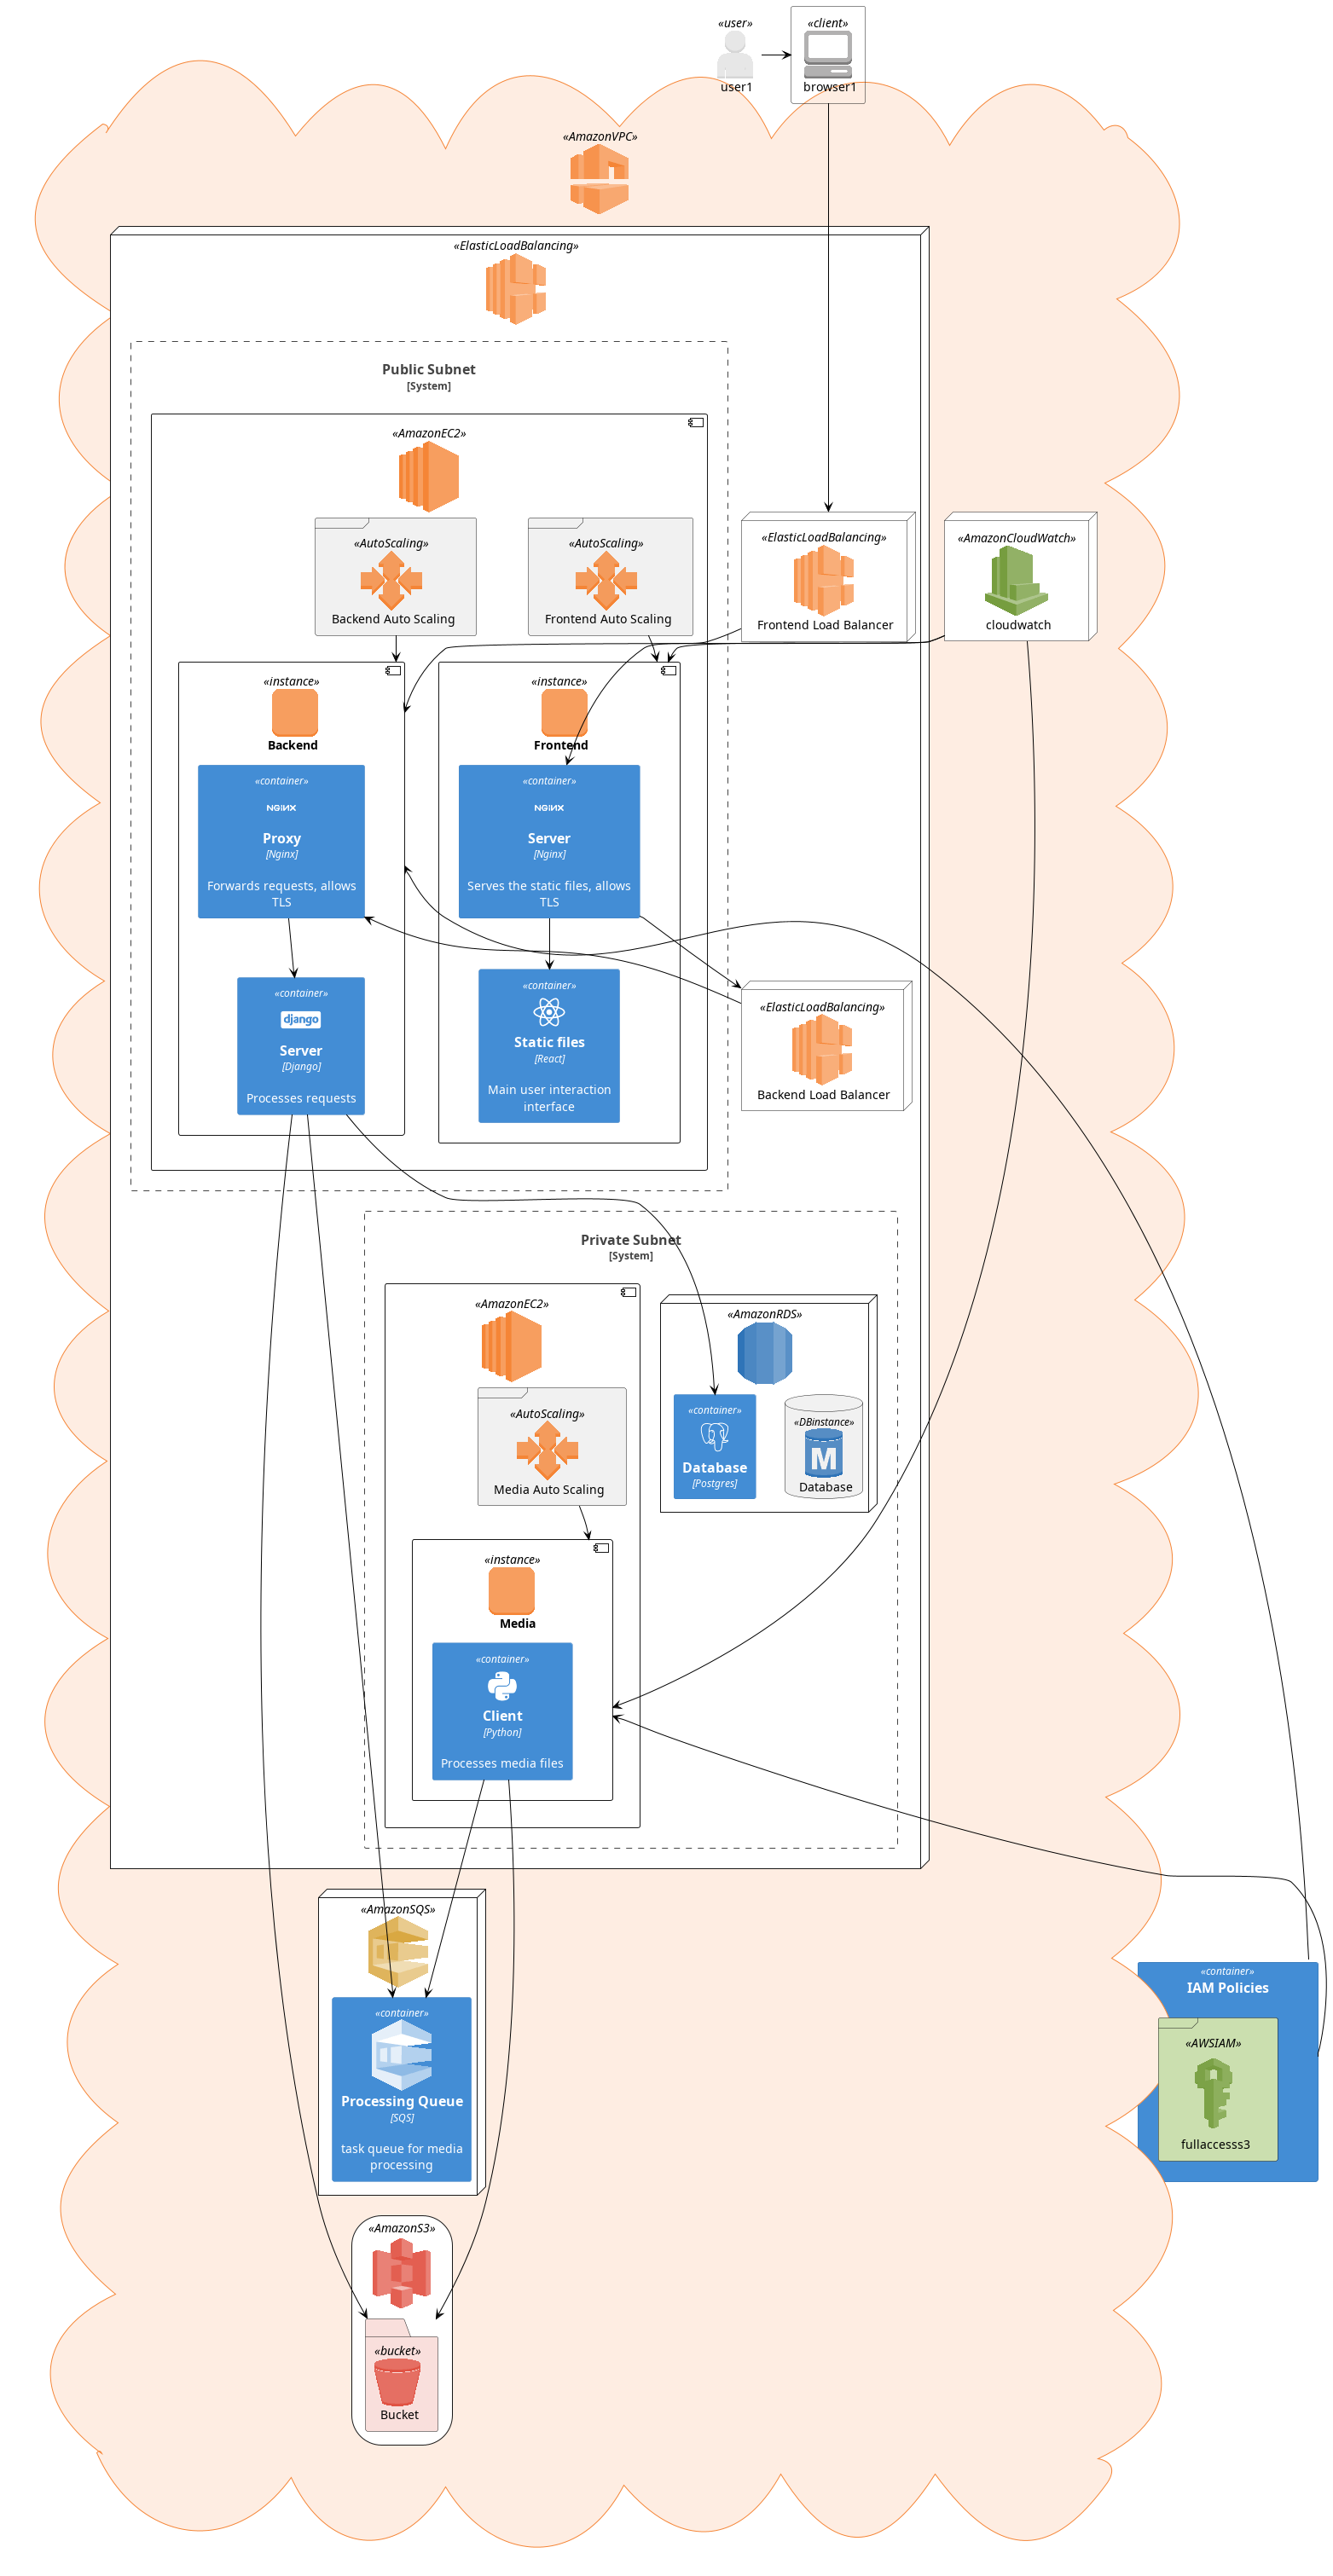 «user»
user1
«client»
browser1
«AmazonVPC»
«ElasticLoadBalancing»
Public Subnet
[System]
«AmazonEC2»
«AutoScaling»
Backend Auto Scaling
«AutoScaling»
Frontend Auto Scaling
«ElasticLoadBalancing»
Frontend Load Balancer
«AmazonCloudWatch»
cloudwatch
«instance»
Backend
«instance»
Frontend
«container»
NGINX
Proxy
[Nginx]
Forwards requests, allows
TLS
«container»
NGINX
Server
[Nginx]
Serves the static files, allows
TLS
«container»
django
Server
[Django]
Processes requests
«container»
Static files
[React]
Main user interaction
interface
«ElasticLoadBalancing»
Backend Load Balancer
Private Subnet
[System]
«AmazonEC2»
«AutoScaling»
Media Auto Scaling
«AmazonRDS»
«container»
Database
[Postgres]
«DBinstance»
M
Database
«instance»
Media
«container»
Client
[Python]
Processes media files
«AmazonSQS»
«container»
Processing Queue
[SQS]
task queue for media
processing
«container»
IAM Policies
«AWSIAM»
fullaccesss3
«AmazonS3»
«bucket»
Bucket